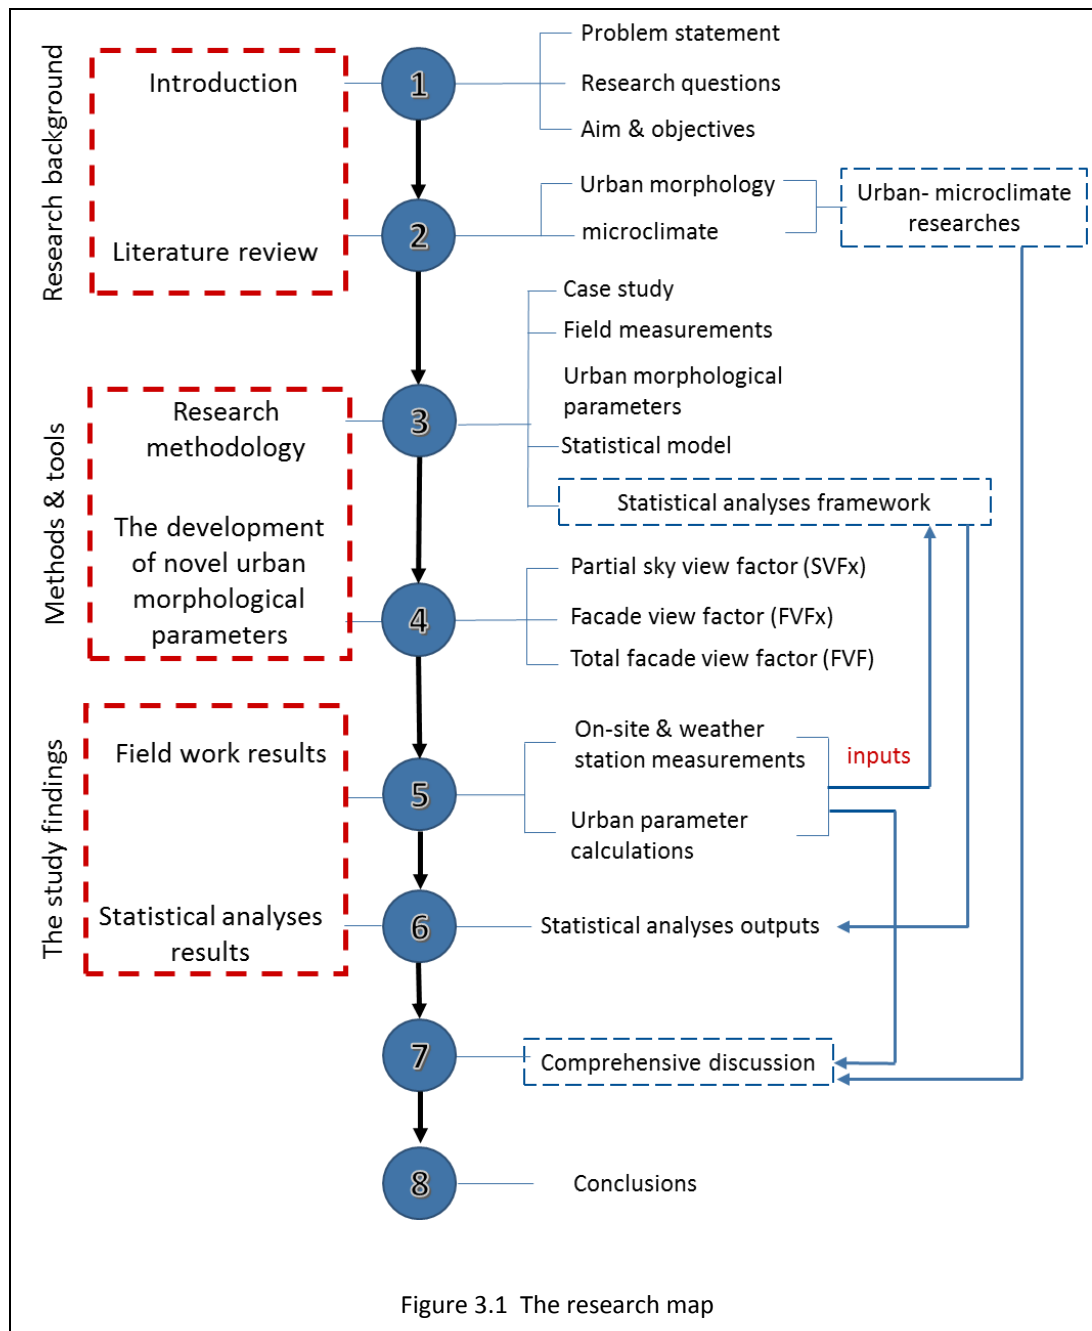 Research background
Introduction
1
Problem statement
Research questions
Aim & objectives
Literature review
2
Urban morphology
microclimate
Urban- microclimate
researches
Methods & tools
Research
methodology
3
Case study
Field measurements
Urban morphological
parameters
Statistical model
Statistical analyses framework
The development
of novel urban
morphological
parameters
4
Partial sky view factor (SVFx)
Facade view factor (FVFx)
Total facade view factor (FVF)
The study findings
Field work results
5
On-site & weather
station measurements
inputs
Urban parameter
calculations
Statistical analyses
results
6
Statistical analyses outputs
7
Comprehensive discussion
8
Conclusions
Figure 3.1 The research map